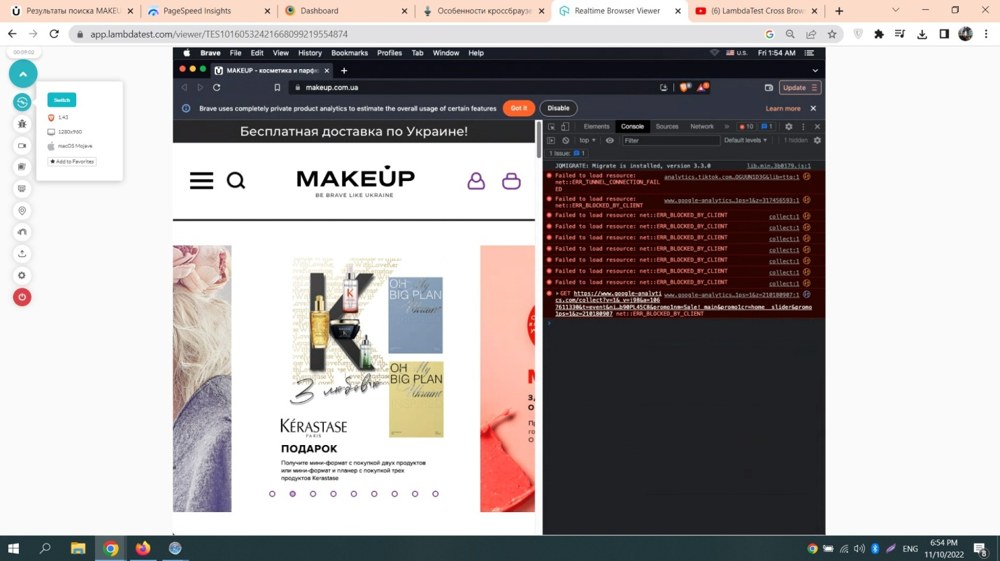 Результаты поиска MAKEU
PageSpeed Insights
Dashboard
Особенности кроссбраузе
Realtime Browser Viewer
(6) LambdaTest Cross Brow
app.lambdatest.com/viewer/TES10160532421668099219554874
00:09:02
Switch
1.43
1280x960
macOS Mojave
Add to Favorites
Brave File Edit View History Bookmarks Profiles Tab Window Help
U.S. Fri 1:54 AM
MAKEUP - косметика и парфю
makeup.com.ua
Update
Brave uses completely private product analytics to estimate the overall usage of certain features
Got it
Disable
Learn more
Бесплатная доставка по Украине!
MAKEUP
BE BRAVE LIKE UKRAINE
OH My
BIG PLAN
Ukraint
OH My
BIG PLAN
Ukraint
K
З любов'ю
KÉRASTASE
PARIS
ПОДАРОК
Получите мини-формат с покупкой двух продуктов
или мини-формат и планер с покупкой трех
продуктов Kerastase
Elements Console Sources Network » 10 1
top ▼ Filter Default levels ▼ 1 hidden
1 Issue: 1
JQMIGRATE: Migrate is installed, version 3.3.0 lib.min.3b0179.js:1
Failed to load resource: analytics.tiktok.com…OGUUN1D3G&lib=ttq:1
net::ERR_TUNNEL_CONNECTION_FAIL
ED
Failed to load resource: www.google-analytics…1ps=1&z=317456593:1
net::ERR_BLOCKED_BY_CLIENT
Failed to load resource: net::ERR_BLOCKED_BY_CLIENT collect:1
Failed to load resource: net::ERR_BLOCKED_BY_CLIENT collect:1
Failed to load resource: net::ERR_BLOCKED_BY_CLIENT collect:1
Failed to load resource: net::ERR_BLOCKED_BY_CLIENT collect:1
Failed to load resource: net::ERR_BLOCKED_BY_CLIENT collect:1
Failed to load resource: net::ERR_BLOCKED_BY_CLIENT collect:1
Failed to load resource: net::ERR_BLOCKED_BY_CLIENT collect:1
GET https://www.google-analyti www.google-analytics…1ps=1&z=210180907:1
cs.com/collect?v=1&_v=j98&a=106
7611330&t=event&ni…b90PL45C8&promo1nm=Sale!_main&promo1cr=home__slider&promo
1ps=1&z=210180907 net::ERR_BLOCKED_BY_CLIENT
ENG
6:54 PM
11/10/2022
8